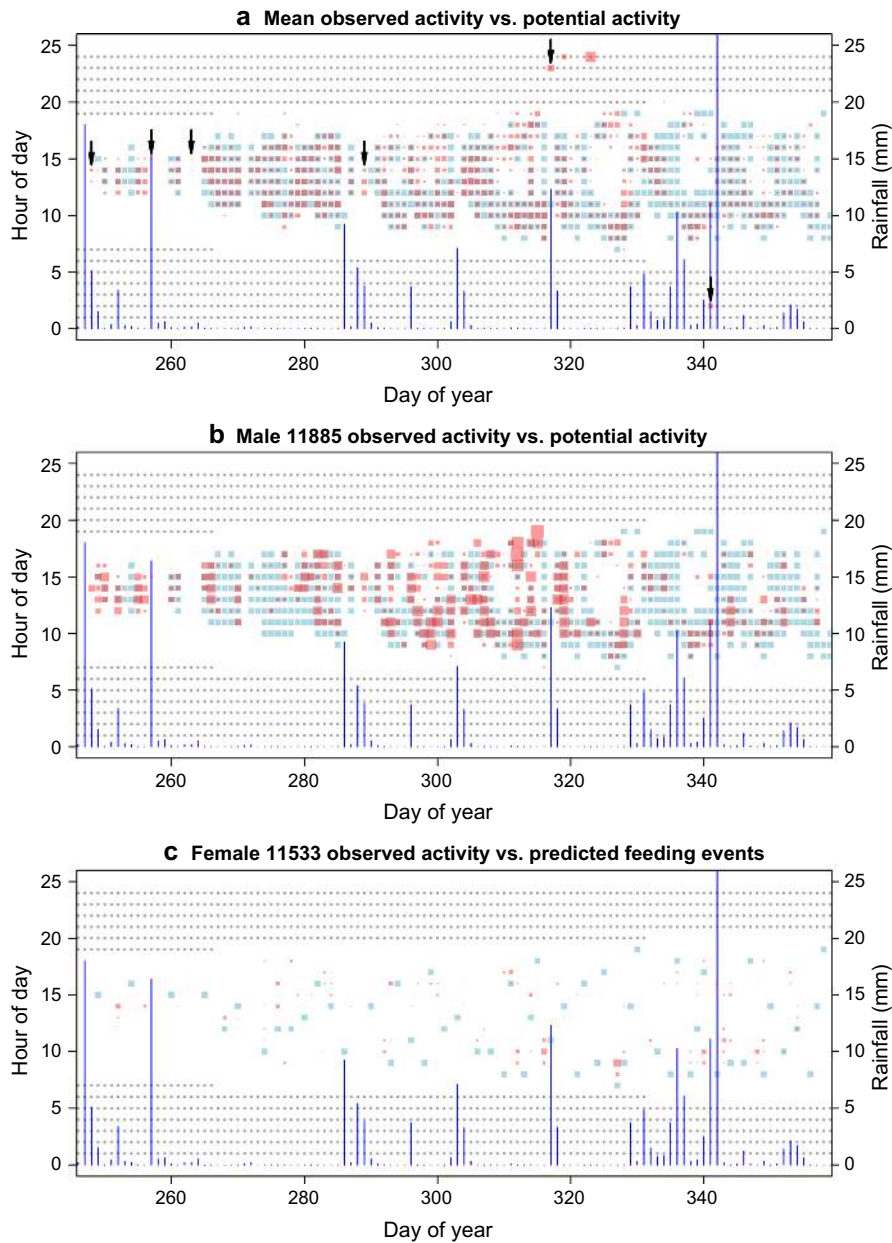 a Mean observed activity vs. potential activity
25
20
15
10
5
0
Hour of day
25
20
15
10
5
0
Rainfall (mm)
260 280 300 320 340
Day of year
b Male 11885 observed activity vs. potential activity
25
20
15
10
5
0
Hour of day
25
20
15
10
5
0
Rainfall (mm)
260 280 300 320 340
Day of year
c Female 11533 observed activity vs. predicted feeding events
25
20
15
10
5
0
Hour of day
25
20
15
10
5
0
Rainfall (mm)
260 280 300 320 340
Day of year